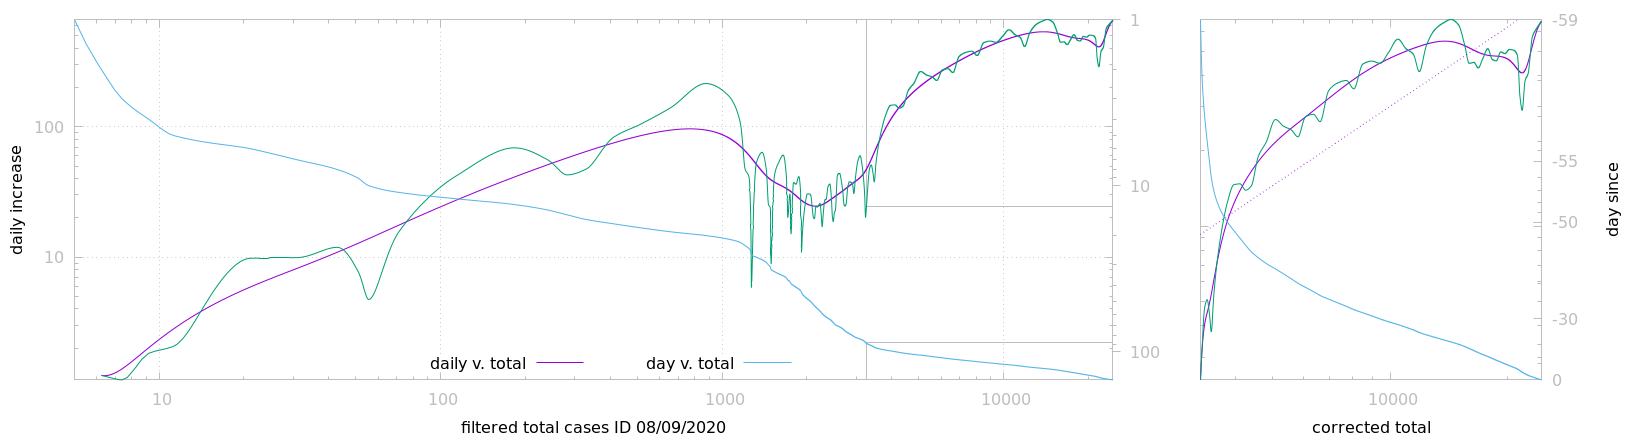 daily increase
100
10
10
100
1000
10000
filtered total cases ID 08/09/2020
daily v. total
day v. total
1
10
100
10000
corrected total
-59
-55
-50
-30
0
day since